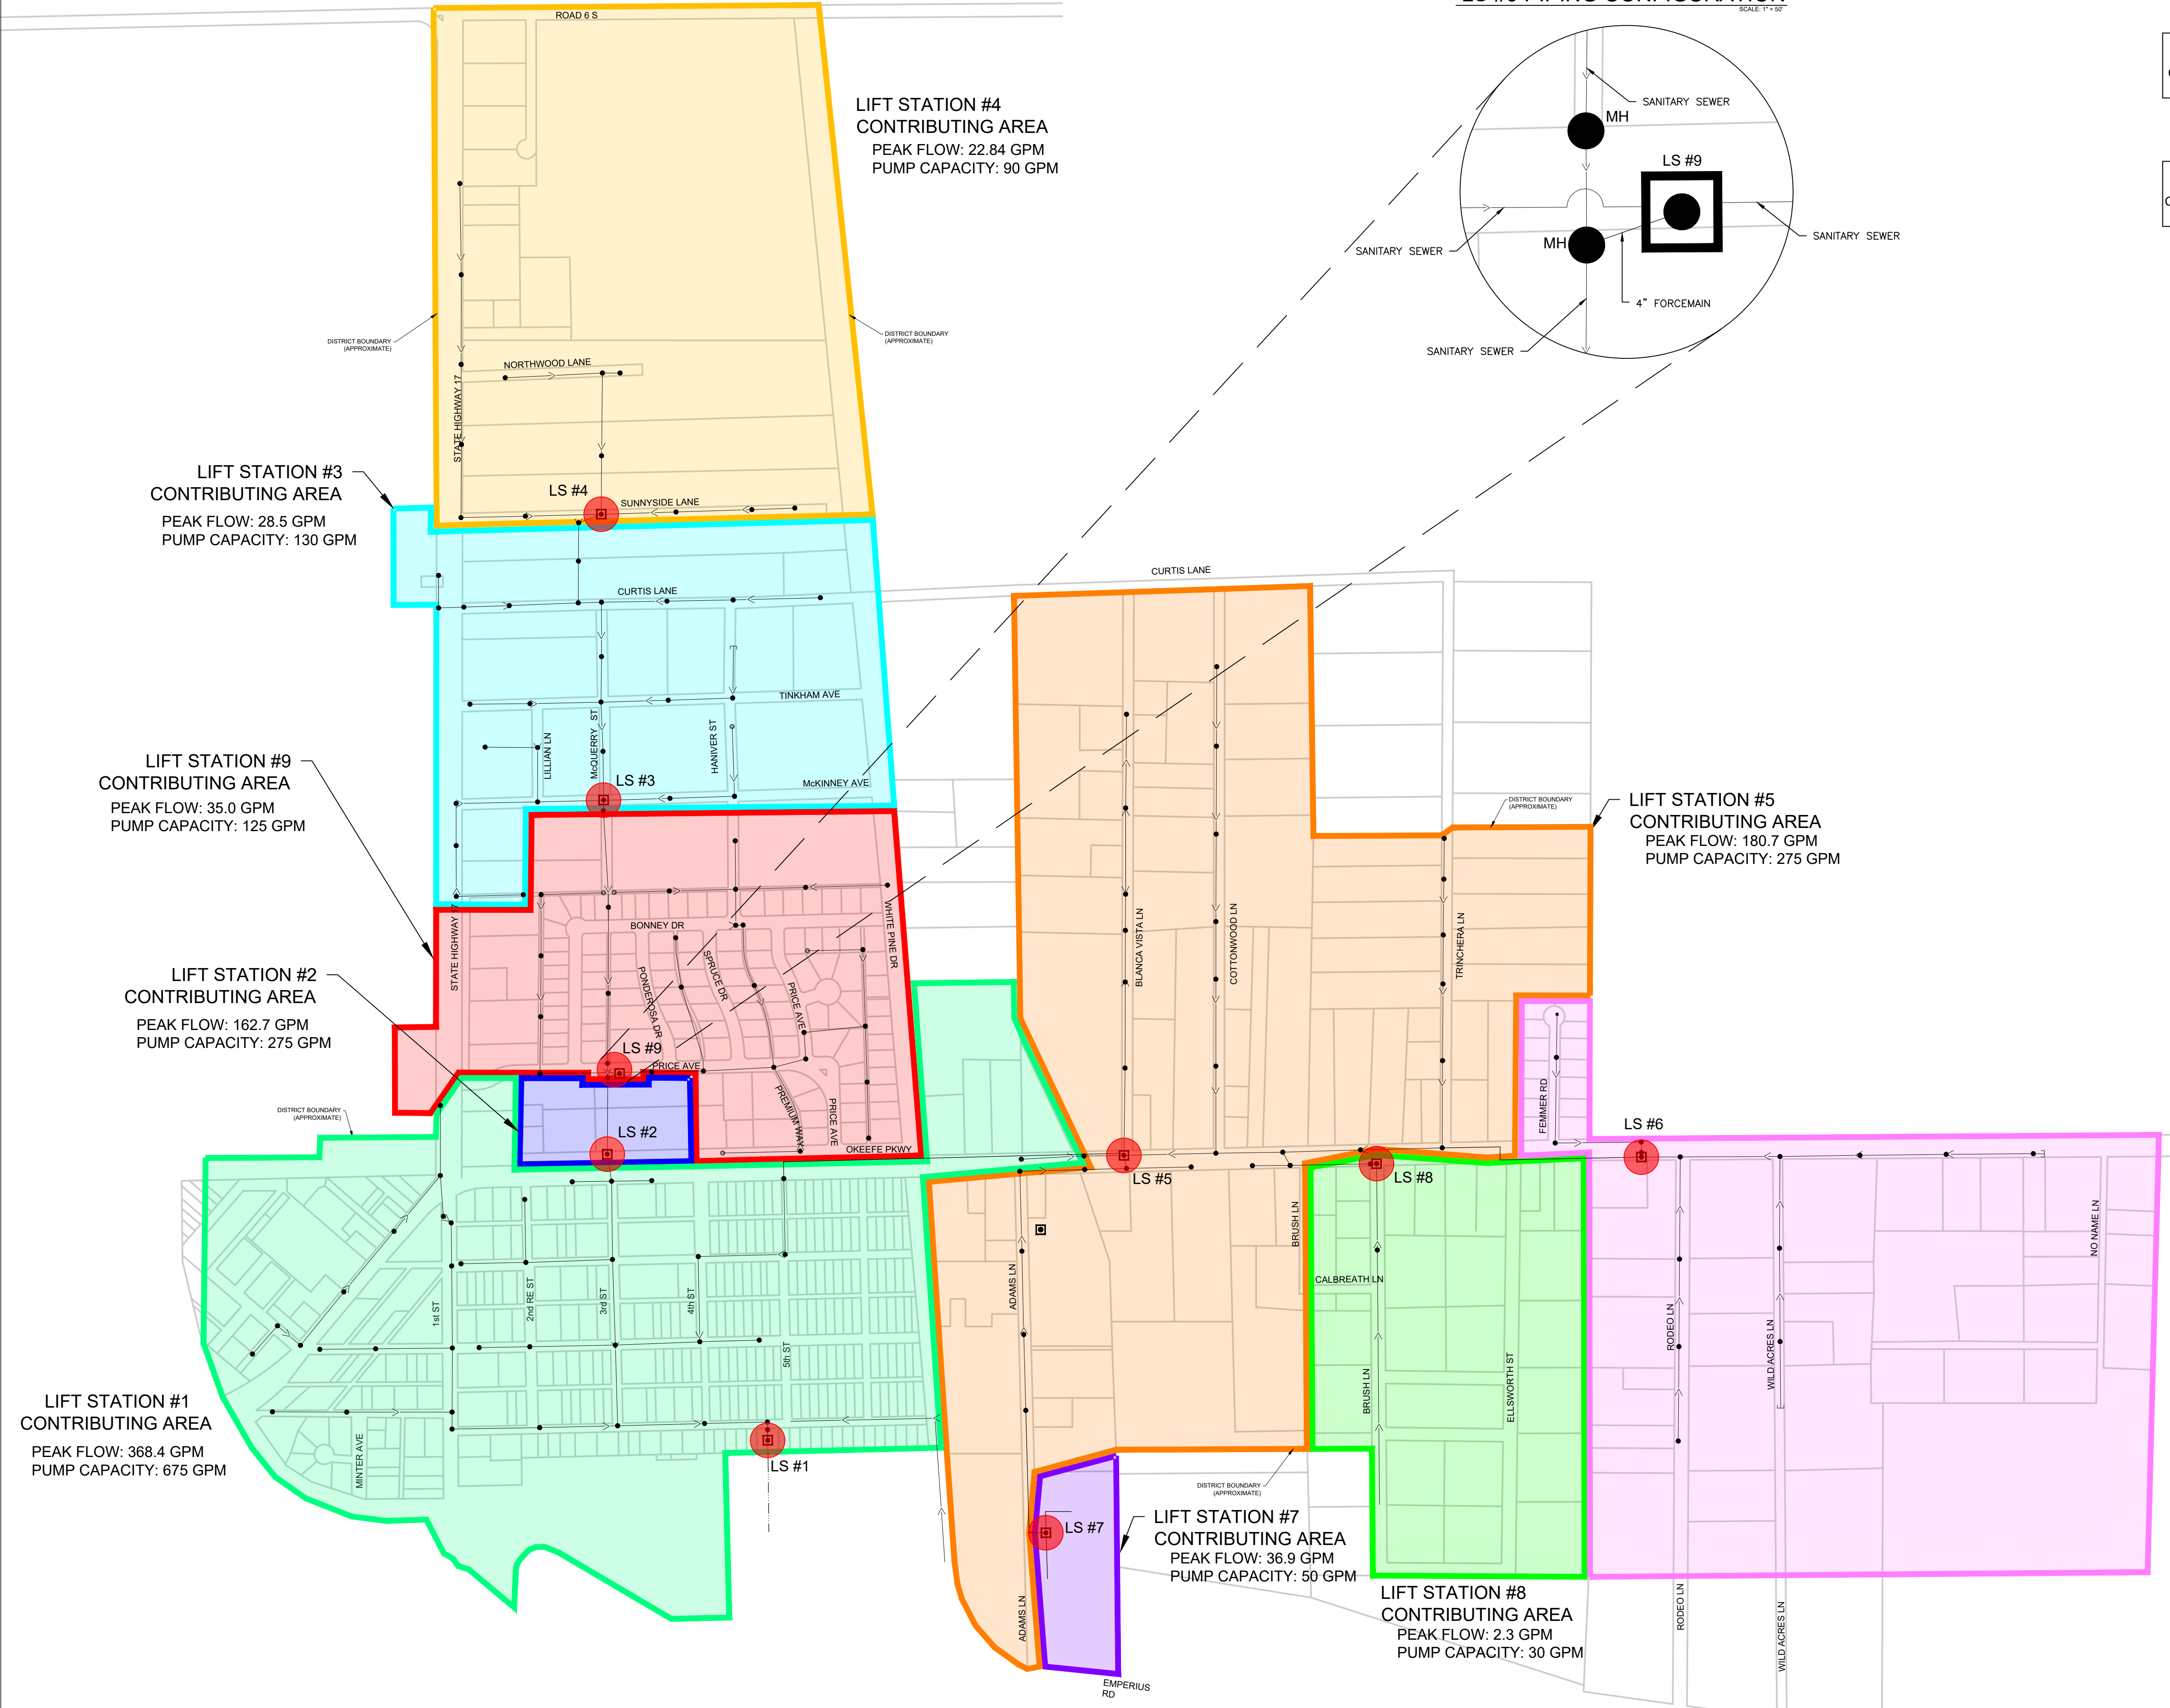 ROAD 6 S
SCALE: 1" = 50'
SANITARY SEWER
MH
LS #9
SANITARY SEWER
MH
SANITARY SEWER
4" FORCEMAIN
SANITARY SEWER
LIFT STATION #4
CONTRIBUTING AREA
PEAK FLOW: 22.84 GPM
PUMP CAPACITY: 90 GPM
DISTRICT BOUNDARY
(APPROXIMATE)
DISTRICT BOUNDARY
(APPROXIMATE)
NORTHWOOD LANE
STATE HIGHWAY 17
LIFT STATION #3
CONTRIBUTING AREA
PEAK FLOW: 28.5 GPM
PUMP CAPACITY: 130 GPM
LS #4
SUNNYSIDE LANE
CURTIS LANE
CURTIS LANE
TINKHAM AVE
LILLIAN LN
McQUERRY ST
HANIVER ST
LS #3
McKINNEY AVE
LIFT STATION #9
CONTRIBUTING AREA
PEAK FLOW: 35.0 GPM
PUMP CAPACITY: 125 GPM
DISTRICT BOUNDARY
(APPROXIMATE)
LIFT STATION #5
CONTRIBUTING AREA
PEAK FLOW: 180.7 GPM
PUMP CAPACITY: 275 GPM
STATE HIGHWAY 17
BONNEY DR
WHITE PINE DR
PONDEROSA DR
SPRUCE DR
PRICE AVE
BLANCA VISTA LN
COTTONWOOD LN
TRINCHERA LN
LIFT STATION #2
CONTRIBUTING AREA
PEAK FLOW: 162.7 GPM
PUMP CAPACITY: 275 GPM
LS #9
PRICE AVE
PREMIUM WAY
PRICE AVE
DISTRICT BOUNDARY
(APPROXIMATE)
LS #2
OKEEFE PKWY
FEMMER RD
LS #6
LS #5
LS #8
BRUSH LN
NO NAME LN
ADAMS LN
CALBREATH LN
1st ST
2nd RE ST
3rd ST
4th ST
5th ST
RODEO LN
WILD ACRES LN
BRUSH LN
ELLSWORTH ST
LIFT STATION #1
CONTRIBUTING AREA
PEAK FLOW: 368.4 GPM
PUMP CAPACITY: 675 GPM
MINTER AVE
LS #1
DISTRICT BOUNDARY
(APPROXIMATE)
LS #7
LIFT STATION #7
CONTRIBUTING AREA
PEAK FLOW: 36.9 GPM
PUMP CAPACITY: 50 GPM
LIFT STATION #8
CONTRIBUTING AREA
PEAK FLOW: 2.3 GPM
PUMP CAPACITY: 30 GPM
ADAMS LN
RODEO LN
WILD ACRES LN
EMPERIUS
RD